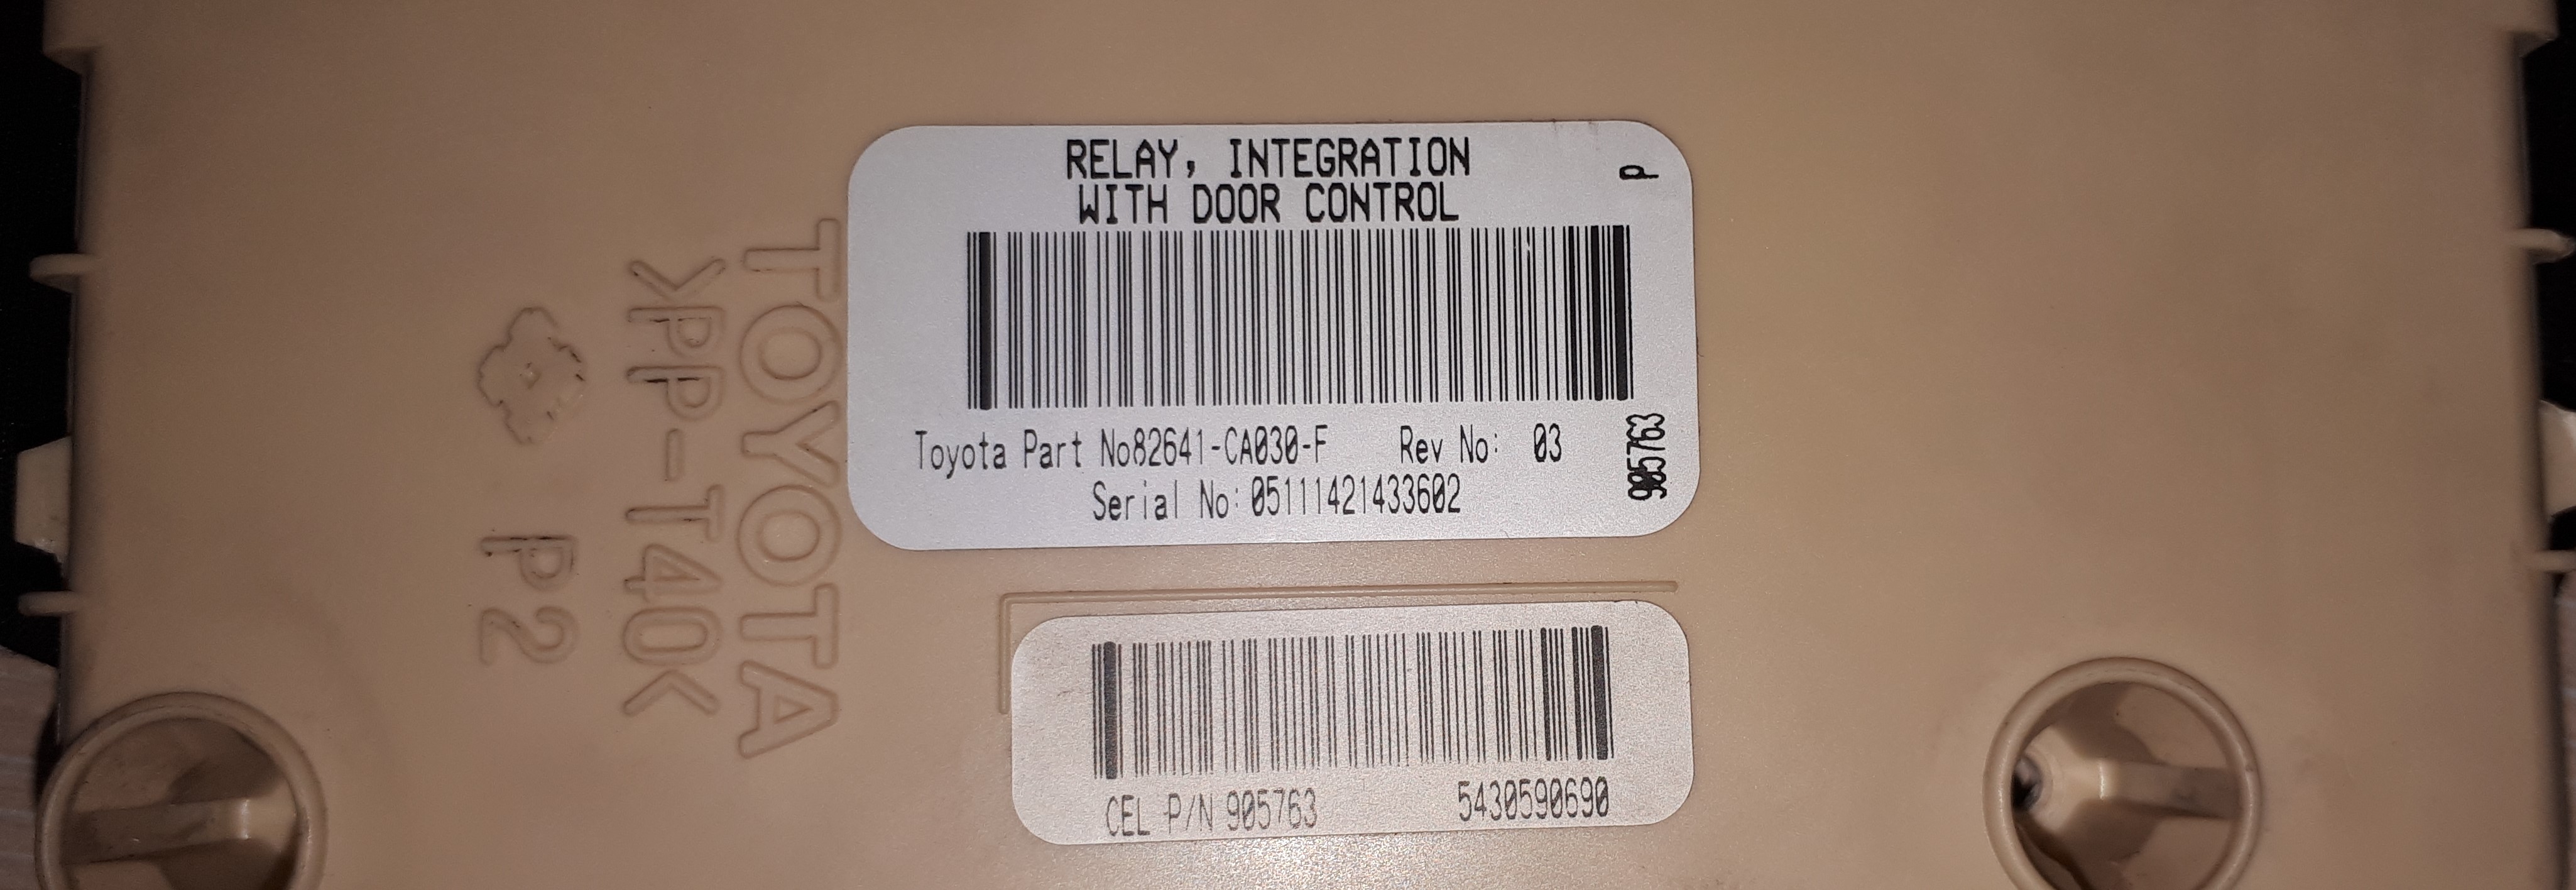 RELAY, INTEGRATION
WITH DOOR CONTROL
P
Toyota Part No82641-CA030-F Rev No: 03
Serial No:05111421433602
905763
CEL P/N 905763 5430590690
TOYOTA
>PP-T40<
P2